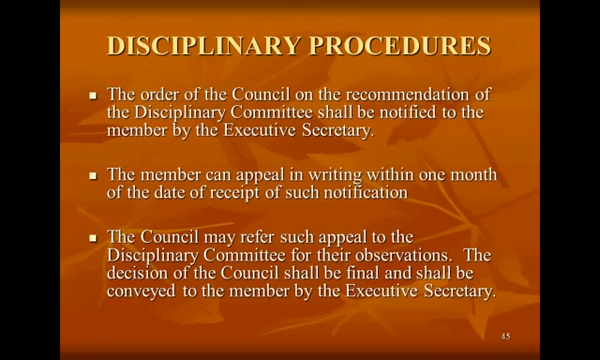 DISCIPLINARY PROCEDURES
The order of the Council on the recommendation of
the Disciplinary Committee shall be notified to the
member by the Executive Secretary.
The member can appeal in writing within one month
of the date of receipt of such notification
The Council may refer such appeal to the
Disciplinary Committee for their observations. The
decision of the Council shall be final and shall be
conveyed to the member by the Executive Secretary.
45